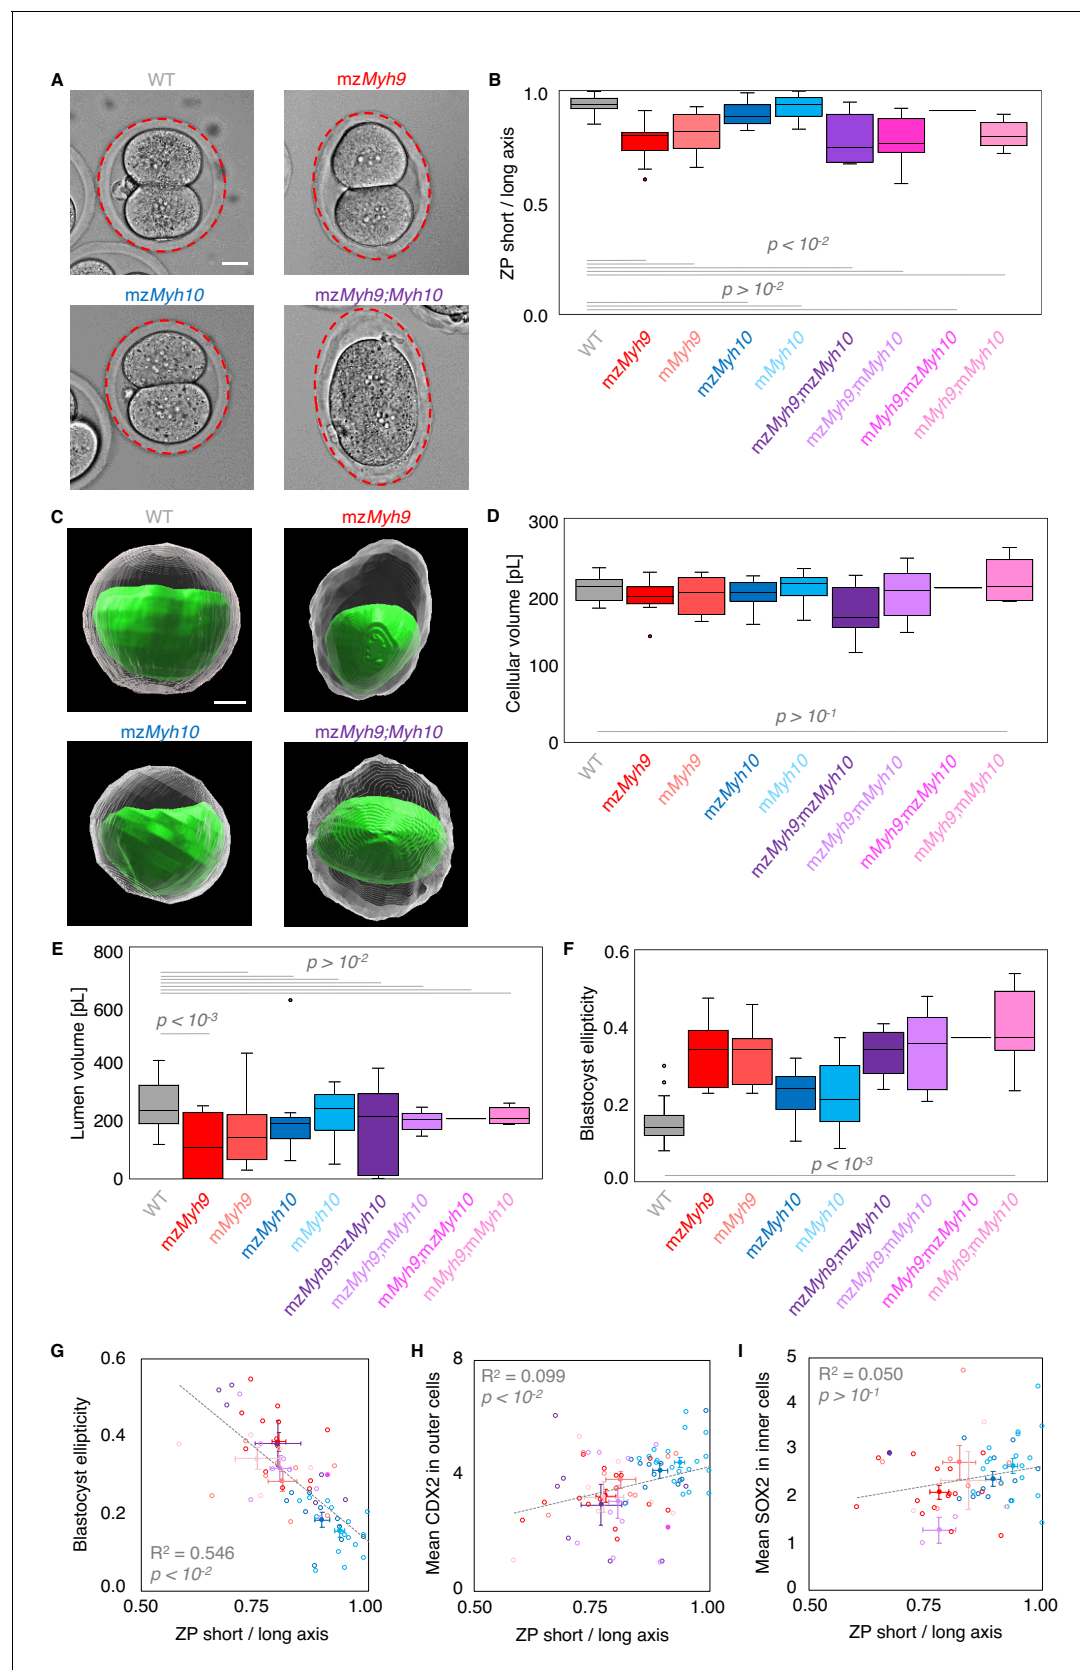 A
WT
mzMyh9
mzMyh10
mzMyh9;Myh10
B
ZP short / long axis
1.0
0.5
0.0
p < 10-2
p > 10-2
WT
mzMyh9
mMyh9
mzMyh10
mMyh10
mzMyh9;mzMyh10
mzMyh9;mMyh10
mMyh9;mzMyh10
mMyh9;mMyh10
C
WT
mzMyh9
mzMyh10
mzMyh9;Myh10
D
Cellular volume [pL]
300
200
100
0
p > 10-1
WT
mzMyh9
mMyh9
mzMyh10
mMyh10
mzMyh9;mzMyh10
mzMyh9;mMyh10
mMyh9;mzMyh10
mMyh9;mMyh10
E
Lumen volume [pL]
800
600
400
200
0
p > 10-2
p < 10-3
WT
mzMyh9
mMyh9
mzMyh10
mMyh10
mzMyh9;mzMyh10
mzMyh9;mMyh10
mMyh9;mzMyh10
mMyh9;mMyh10
F
Blastocyst ellipticity
0.6
0.4
0.2
0.0
p < 10-3
WT
mzMyh9
mMyh9
mzMyh10
mMyh10
mzMyh9;mzMyh10
mzMyh9;mMyh10
mMyh9;mzMyh10
mMyh9;mMyh10
G
Blastocyst ellipticity
0.6
0.4
0.2
0.0
R2 = 0.546
p < 10-2
0.50
0.75
1.00
ZP short / long axis
H
Mean CDX2 in outer cells
8
4
0
R2 = 0.099
p < 10-2
0.50
0.75
1.00
ZP short / long axis
I
Mean SOX2 in inner cells
5
4
3
2
1
0
R2 = 0.050
p > 10-1
0.50
0.75
1.00
ZP short / long axis